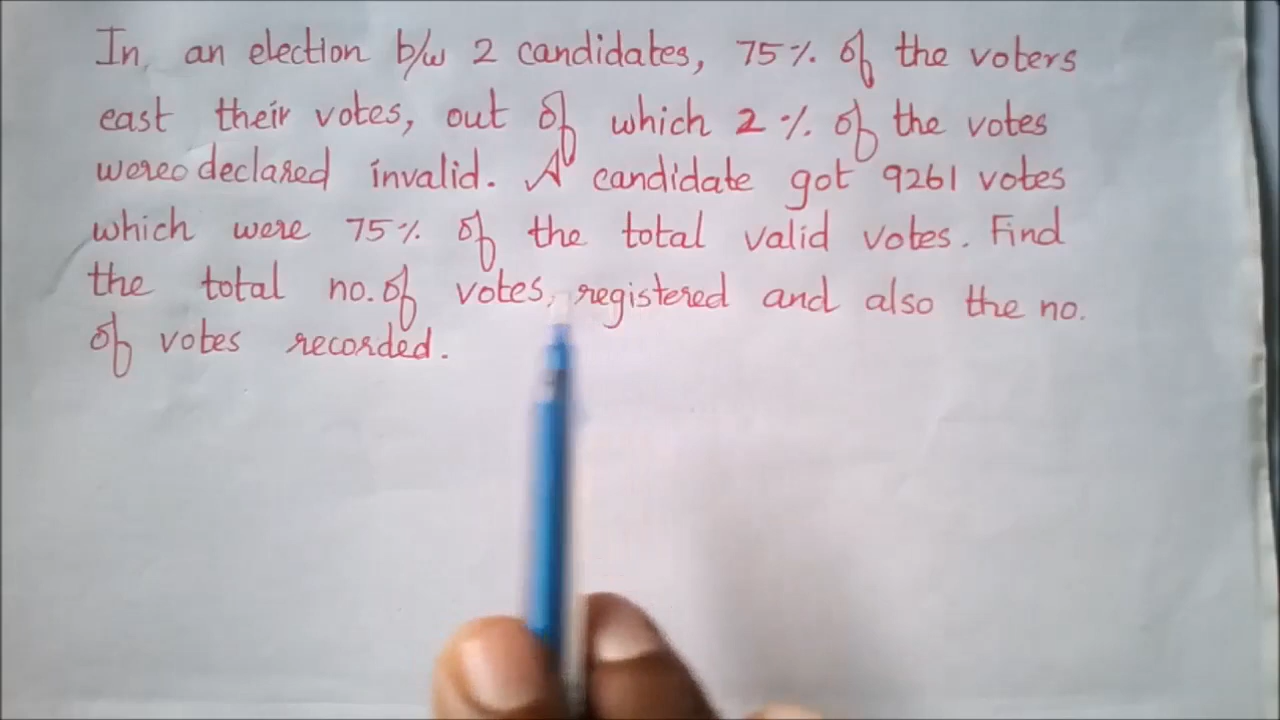 In an election b/w 2 candidates, 75% of the voters
east their votes, out of which 2% of the votes
were declared invalid. A candidate got 9261 votes
which were 75% of the total valid votes. Find
the total no. of votes, registered and also the no.
of votes recorded.